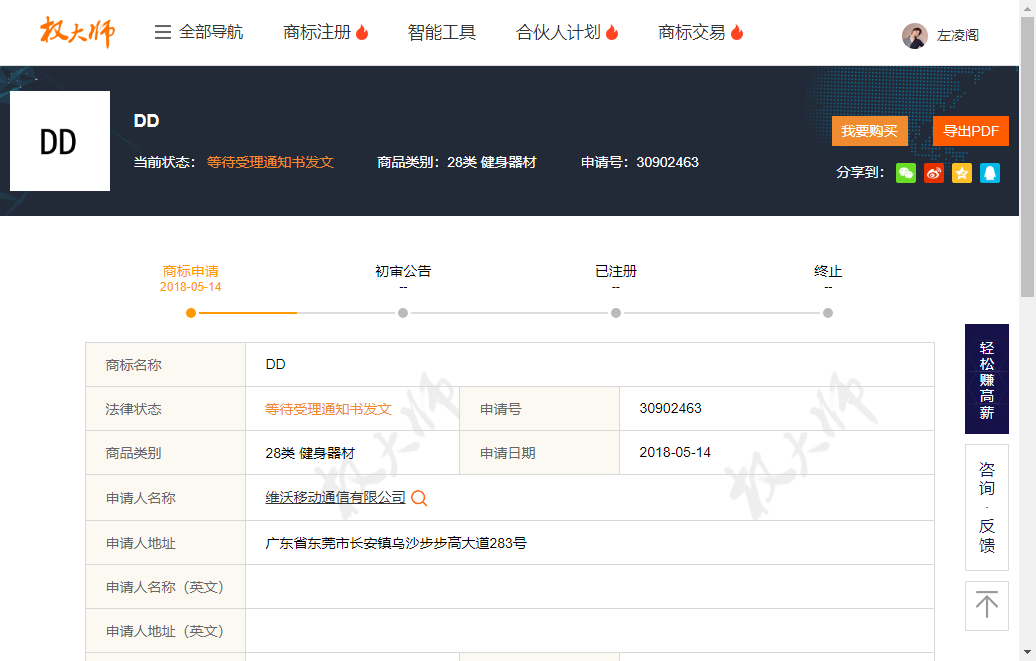 权大师 全部导航 商标注册 智能工具 合伙人计划 商标交易 左凌阁
DD
DD
当前状态： 等待受理通知书发文 商品类别：28类 健身器材 申请号：30902463
我要购买 导出PDF
分享到：
商标申请 初审公告 已注册 终止
2018-05-14 -- -- --
商标名称 DD
法律状态 等待受理通知书发文 申请号 30902463
商品类别 28类 健身器材 申请日期 2018-05-14
申请人名称 维沃移动通信有限公司
申请人地址 广东省东莞市长安镇乌沙步步高大道283号
申请人名称（英文）
申请人地址（英文）
权大师 权大师
轻松赚高薪
咨询·反馈